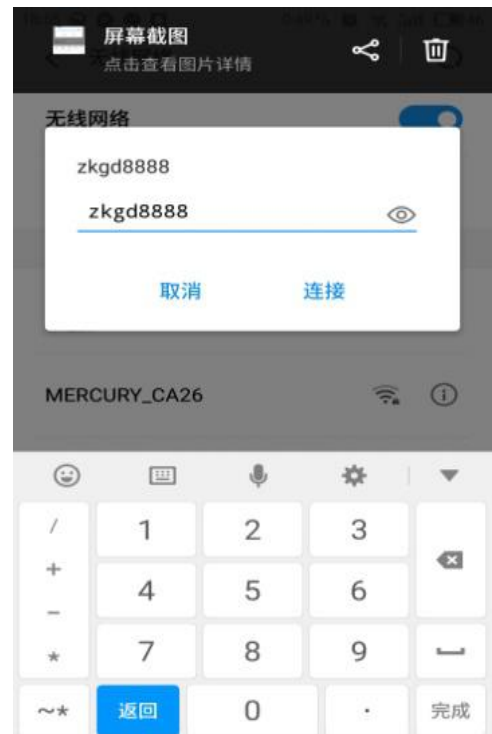 屏幕截图
点击查看图片详情
无线网络
zkgd8888
zkgd8888
取消 连接
MERCURY_CA26
/ 1 2 3
+
4 5 6
-
* 7 8 9
~* 返回 0 . 完成